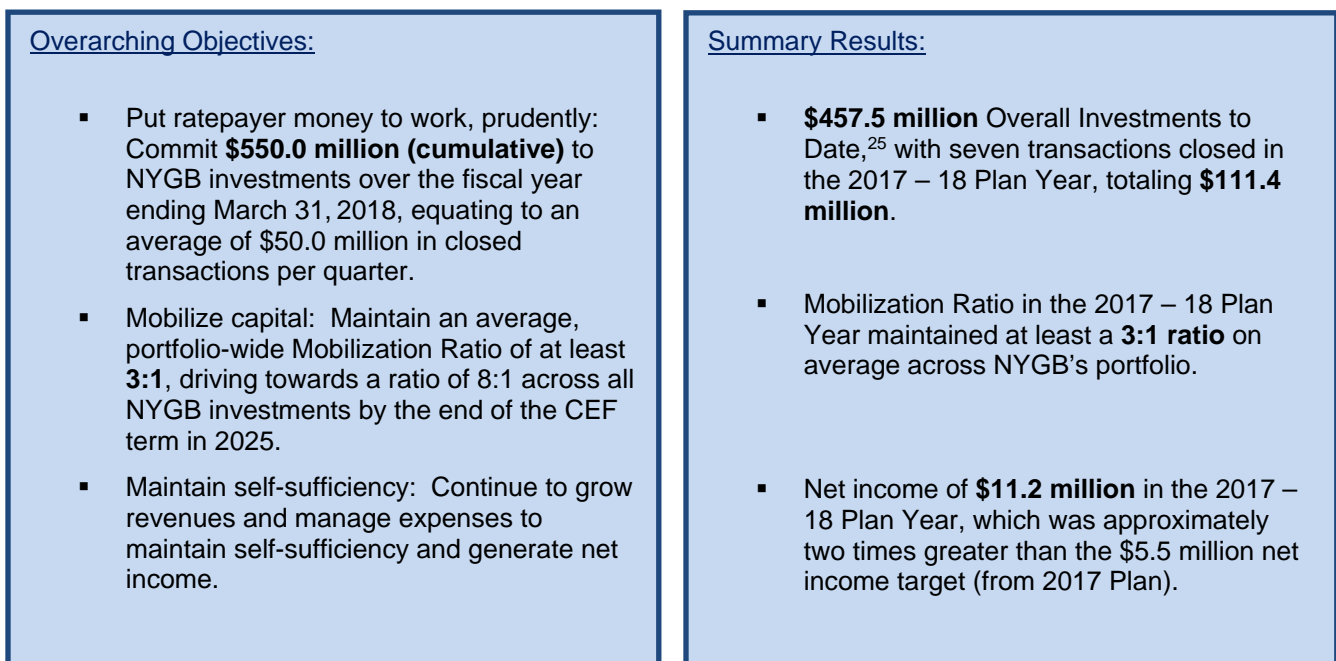 Overarching Objectives:
▪ Put ratepayer money to work, prudently:
Commit $550.0 million (cumulative) to
NYGB investments over the fiscal year
ending March 31, 2018, equating to an
average of $50.0 million in closed
transactions per quarter.
▪ Mobilize capital: Maintain an average,
portfolio-wide Mobilization Ratio of at least
3:1, driving towards a ratio of 8:1 across all
NYGB investments by the end of the CEF
term in 2025.
▪ Maintain self-sufficiency: Continue to grow
revenues and manage expenses to
maintain self-sufficiency and generate net
income.
Summary Results:
▪ $457.5 million Overall Investments to
Date,25 with seven transactions closed in
the 2017 – 18 Plan Year, totaling $111.4
million.
▪ Mobilization Ratio in the 2017 – 18 Plan
Year maintained at least a 3:1 ratio on
average across NYGB’s portfolio.
▪ Net income of $11.2 million in the 2017 –
18 Plan Year, which was approximately
two times greater than the $5.5 million net
income target (from 2017 Plan).